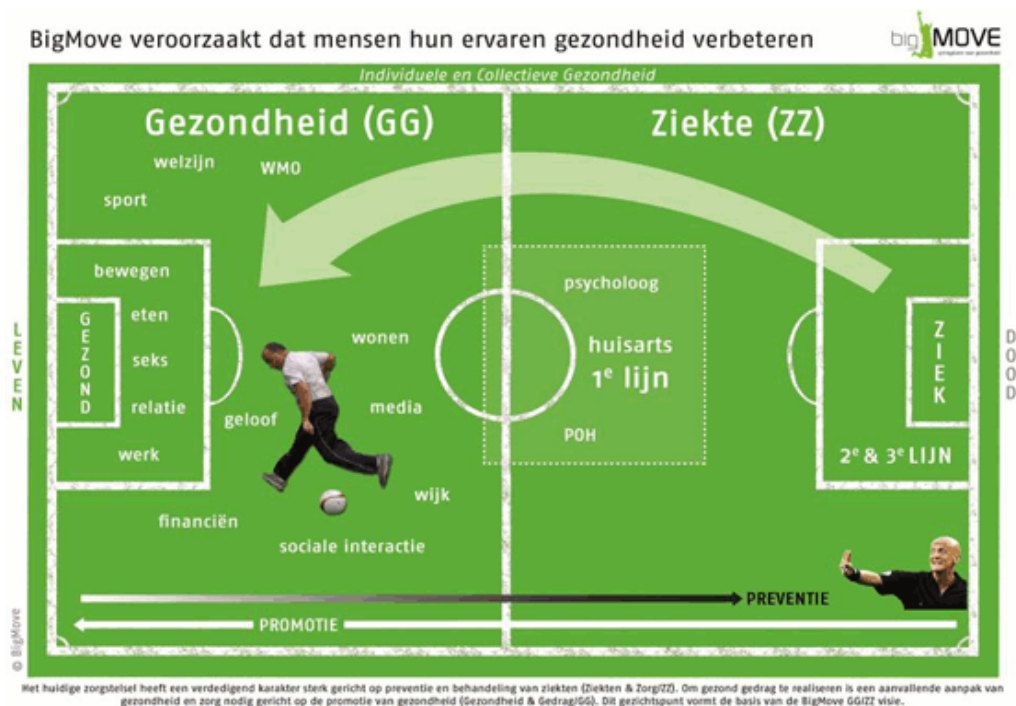 BigMove veroorzaakt dat mensen hun ervaren gezondheid verbeteren
big MOVE
Individuele en Collectieve Gezondheid
Gezondheid (GG)
Ziekte (ZZ)
welzijn
WMO
sport
bewegen
eten
seks
relatie
werk
GEZOND
LEVEN
wonen
geloof
media
wijk
financiën
sociale interactie
psycholoog
huisarts
1e lijn
POH
ZIEK
DOOD
2e & 3e LIJN
PREVENTIE
PROMOTIE
© BigMove
Het huidige zorgstelsel heeft een verdedigend karakter sterk gericht op preventie en behandeling van ziekten (Ziekten & Zorg/ZZ). Om gezond gedrag te realiseren is een aanvallende aanpak van
gezondheid en zorg nodig gericht op de promotie van gezondheid (Gezondheid & Gedrag/GG). Dit gezichtspunt vormt de basis van de BigMove GG/ZZ visie.